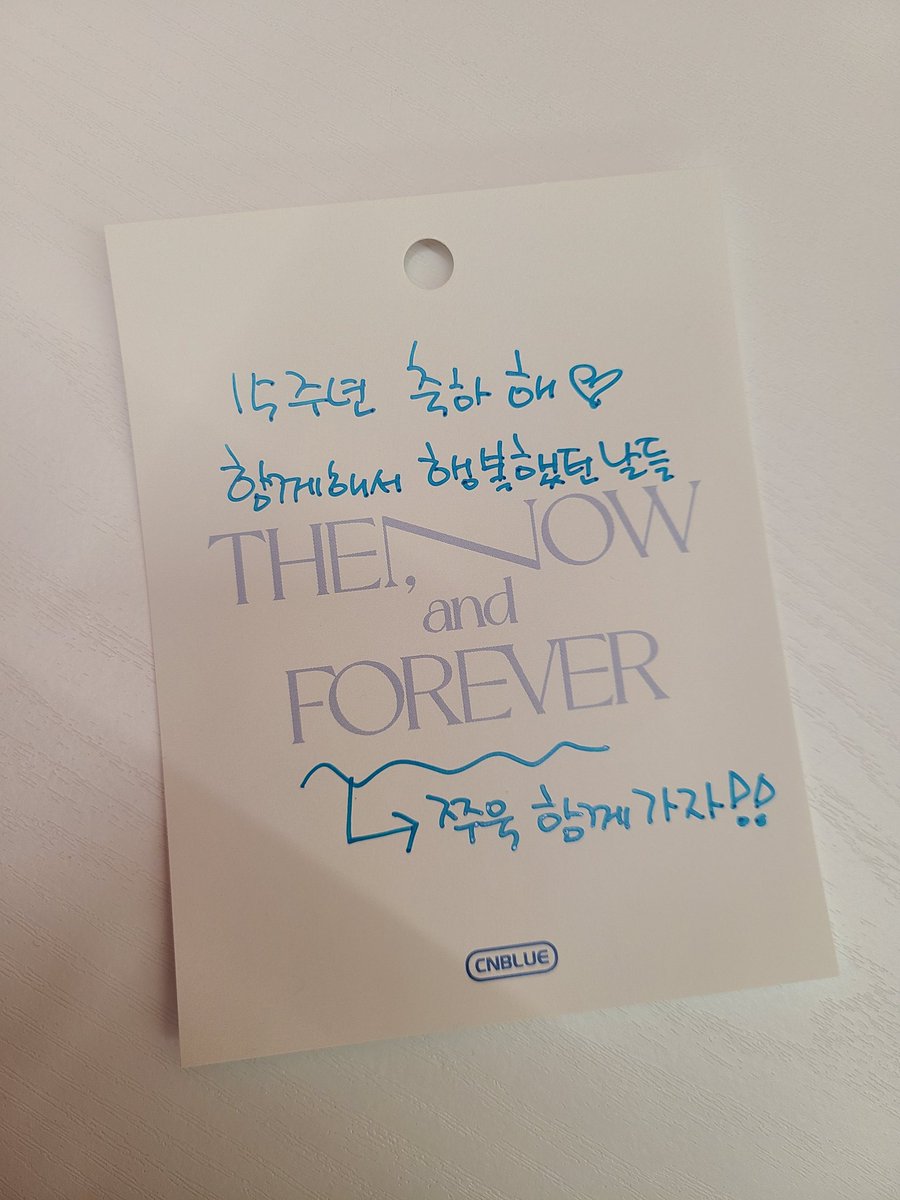 15주년 축하해♡
함께해서 행복했던 날들
THEN, NOW
and
FOREVER
쭈욱 함께 가자!!
CNBLUE